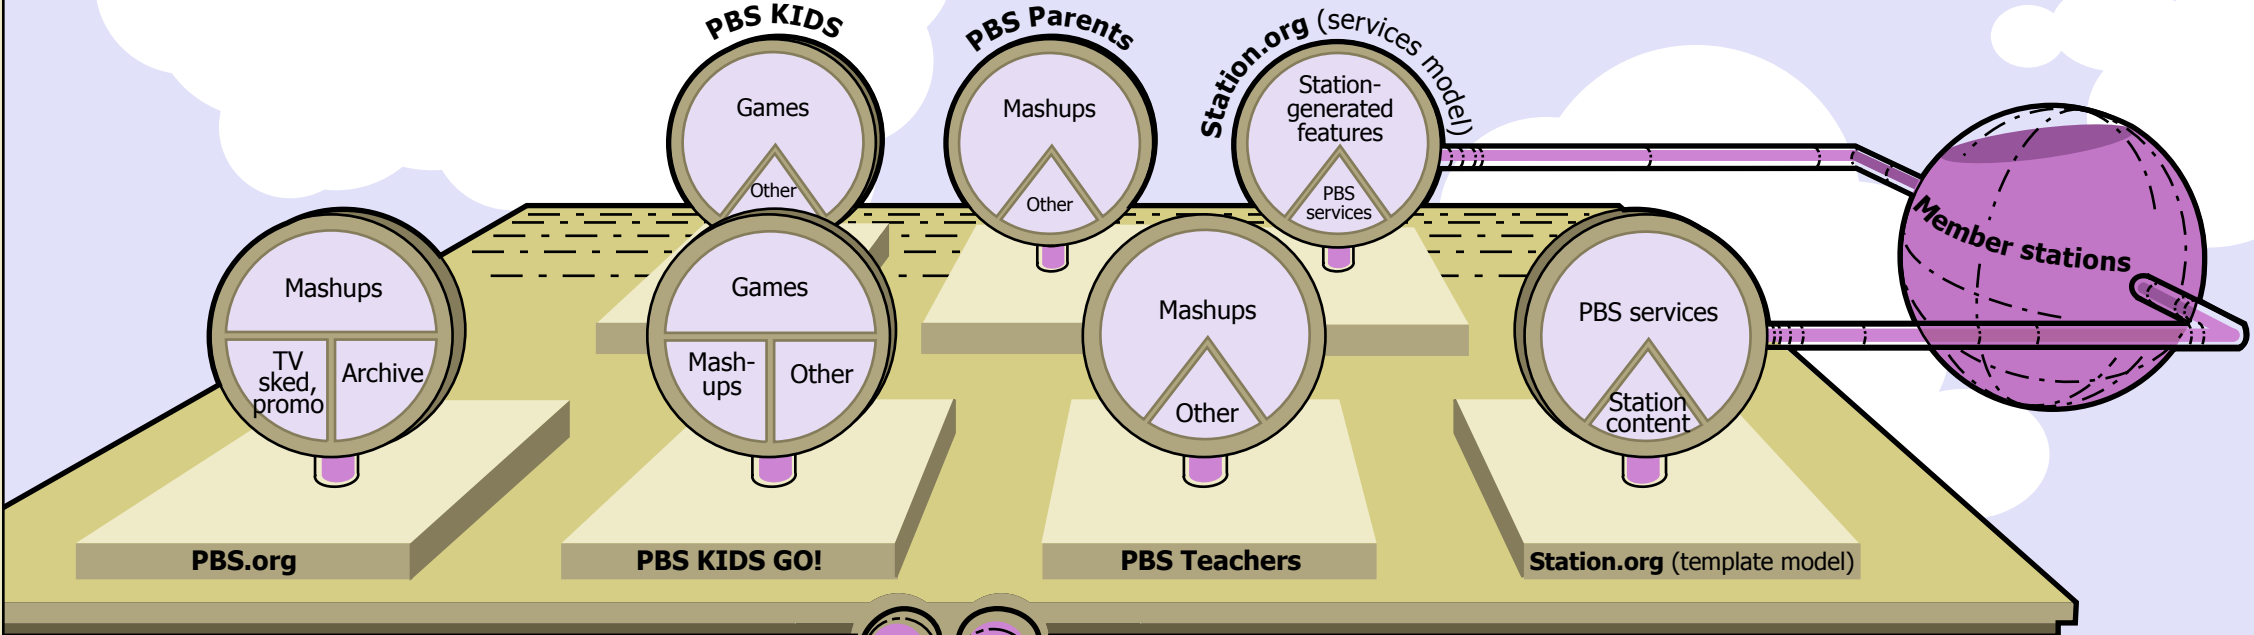 PBS KIDS
Games
Other
PBS Parents
Mashups
Other
Station.org (services model)
Station-
generated
features
PBS
services
Member stations
Mashups
TV
sked,
promo
Archive
PBS.org
Games
Mash-
ups
Other
PBS KIDS GO!
Mashups
Other
PBS Teachers
PBS services
Station
content
Station.org (template model)